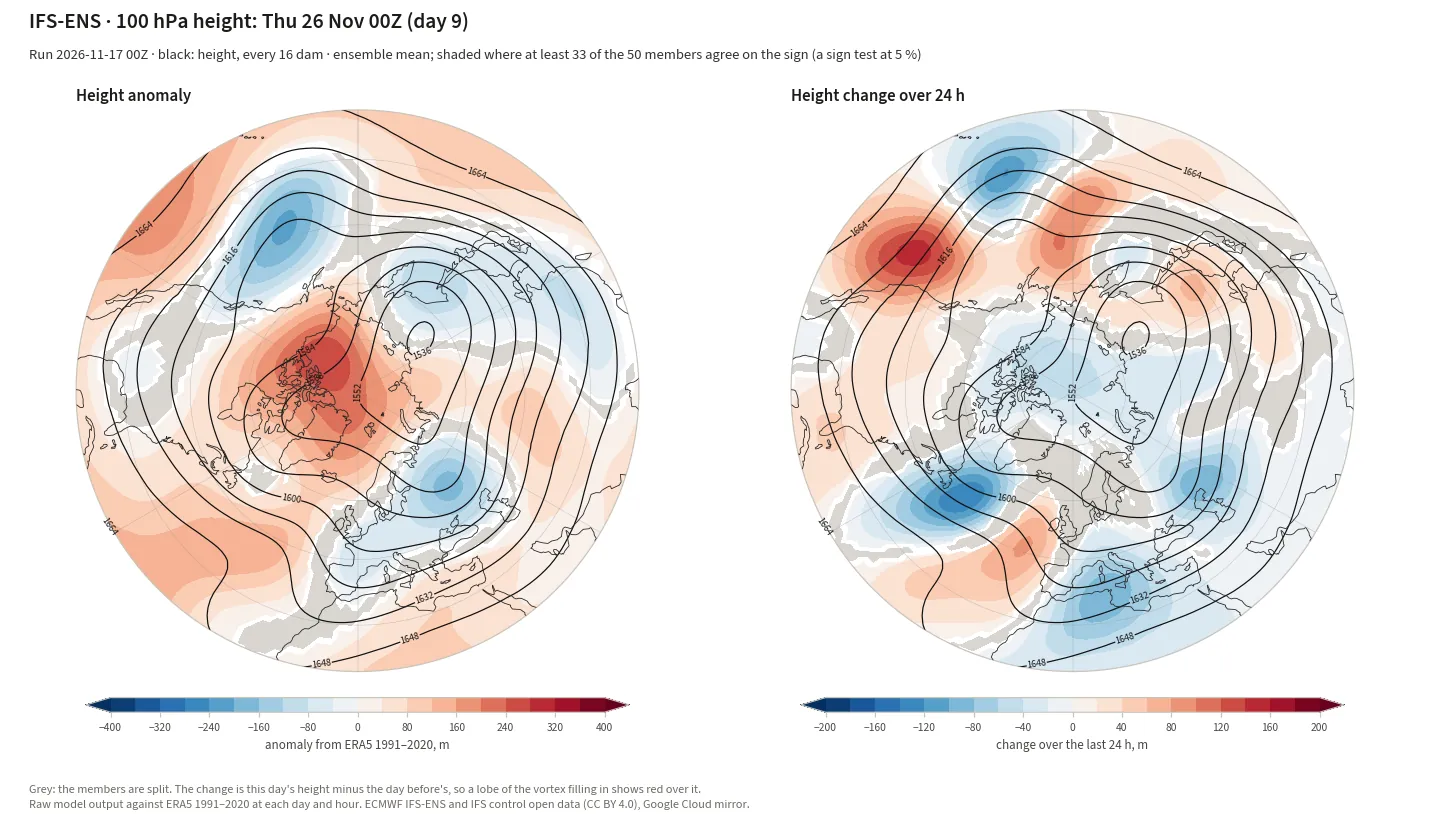 IFS-ENS · 100 hPa height: Thu 26 Nov 00Z (day 9)
Run 2026-11-17 00Z · black: height, every 16 dam · ensemble mean; shaded where at least 33 of the 50 members agree on the sign (a sign test at 5 %)
Height anomaly
1664
1664
1616
1584
1536
1552
1600
1664
1632
1648
1648
−400 −320 −240 −160 −80 0 80 160 240 320 400
anomaly from ERA5 1991–2020, m
Height change over 24 h
1664
1664
1616
1584
1536
1552
1600
1664
1632
1648
1648
−200 −160 −120 −80 −40 0 40 80 120 160 200
change over the last 24 h, m
Grey: the members are split. The change is this day's height minus the day before's, so a lobe of the vortex filling in shows red over it.
Raw model output against ERA5 1991–2020 at each day and hour. ECMWF IFS-ENS and IFS control open data (CC BY 4.0), Google Cloud mirror.